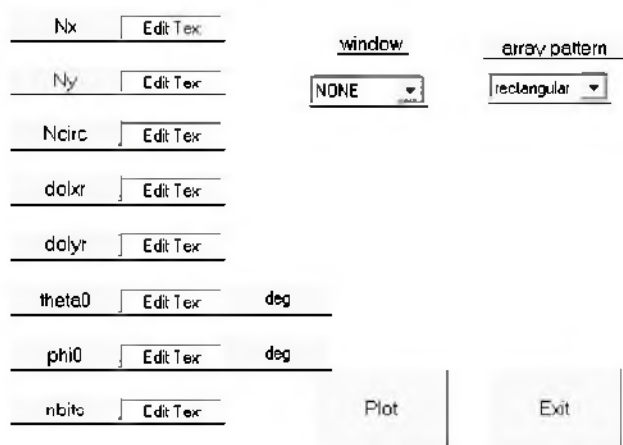 Nx Edit Tex
window array pattern
Ny Edit Tex
NONE rectangular
Ncirc Edit Tex
dolxr Edit Tex
dolyr Edit Tex
theta0 Edit Tex deg
phi0 Edit Tex deg
nbits Edit Tex
Plot Exit